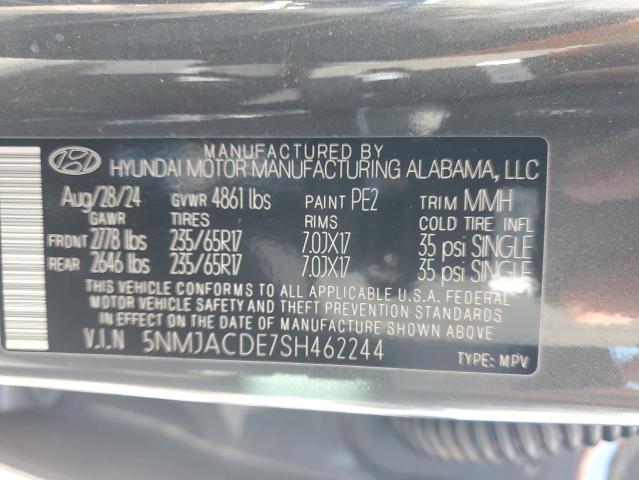 MANUFACTURED BY
HYUNDAI MOTOR MANUFACTURING ALABAMA, LLC
Aug/28/24 GVWR 4861 lbs PAINT PE2 TRIM MMH
GAWR TIRES RIMS COLD TIRE INFL
FRONT 2778 lbs 235/65R17 7.0JX17 35 psi SINGLE
REAR 2646 lbs 235/65R17 7.0JX17 35 psi SINGLE
THIS VEHICLE CONFORMS TO ALL APPLICABLE U.S.A. FEDERAL
MOTOR VEHICLE SAFETY AND THEFT PREVENTION STANDARDS
IN EFFECT ON THE DATE OF MANUFACTURE SHOWN ABOVE
V.I.N 5NMJACDE7SH462244 TYPE: MPV